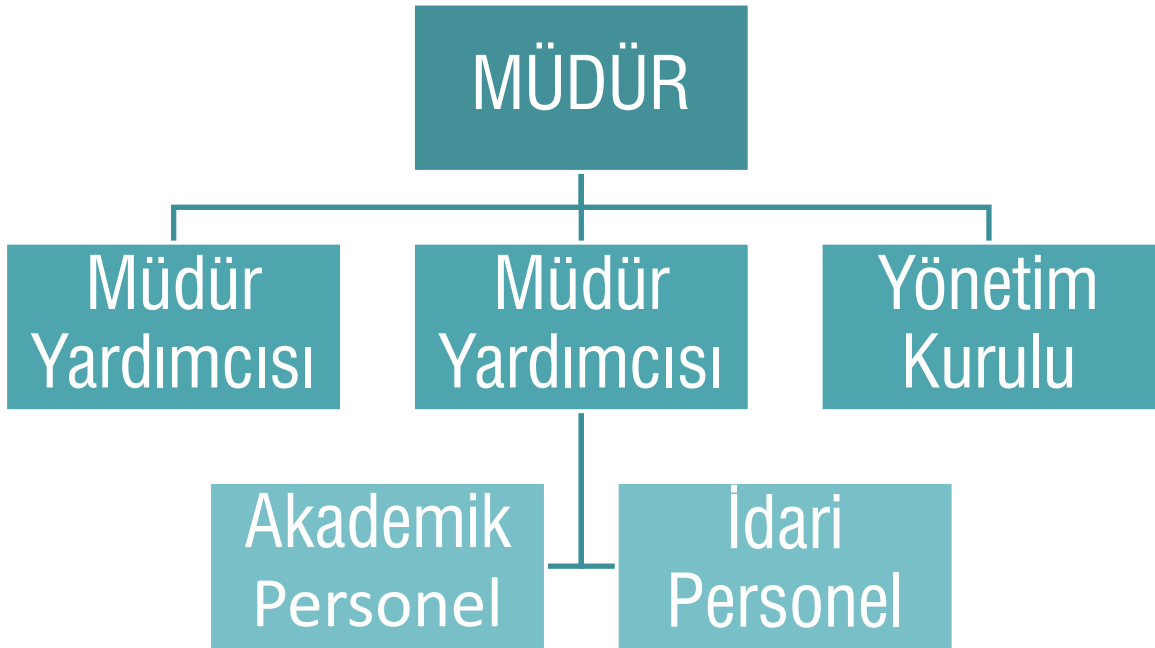 MÜDÜR
Müdür
Yardımcısı
Müdür
Yardımcısı
Yönetim
Kurulu
Akademik
Personel
İdari
Personel